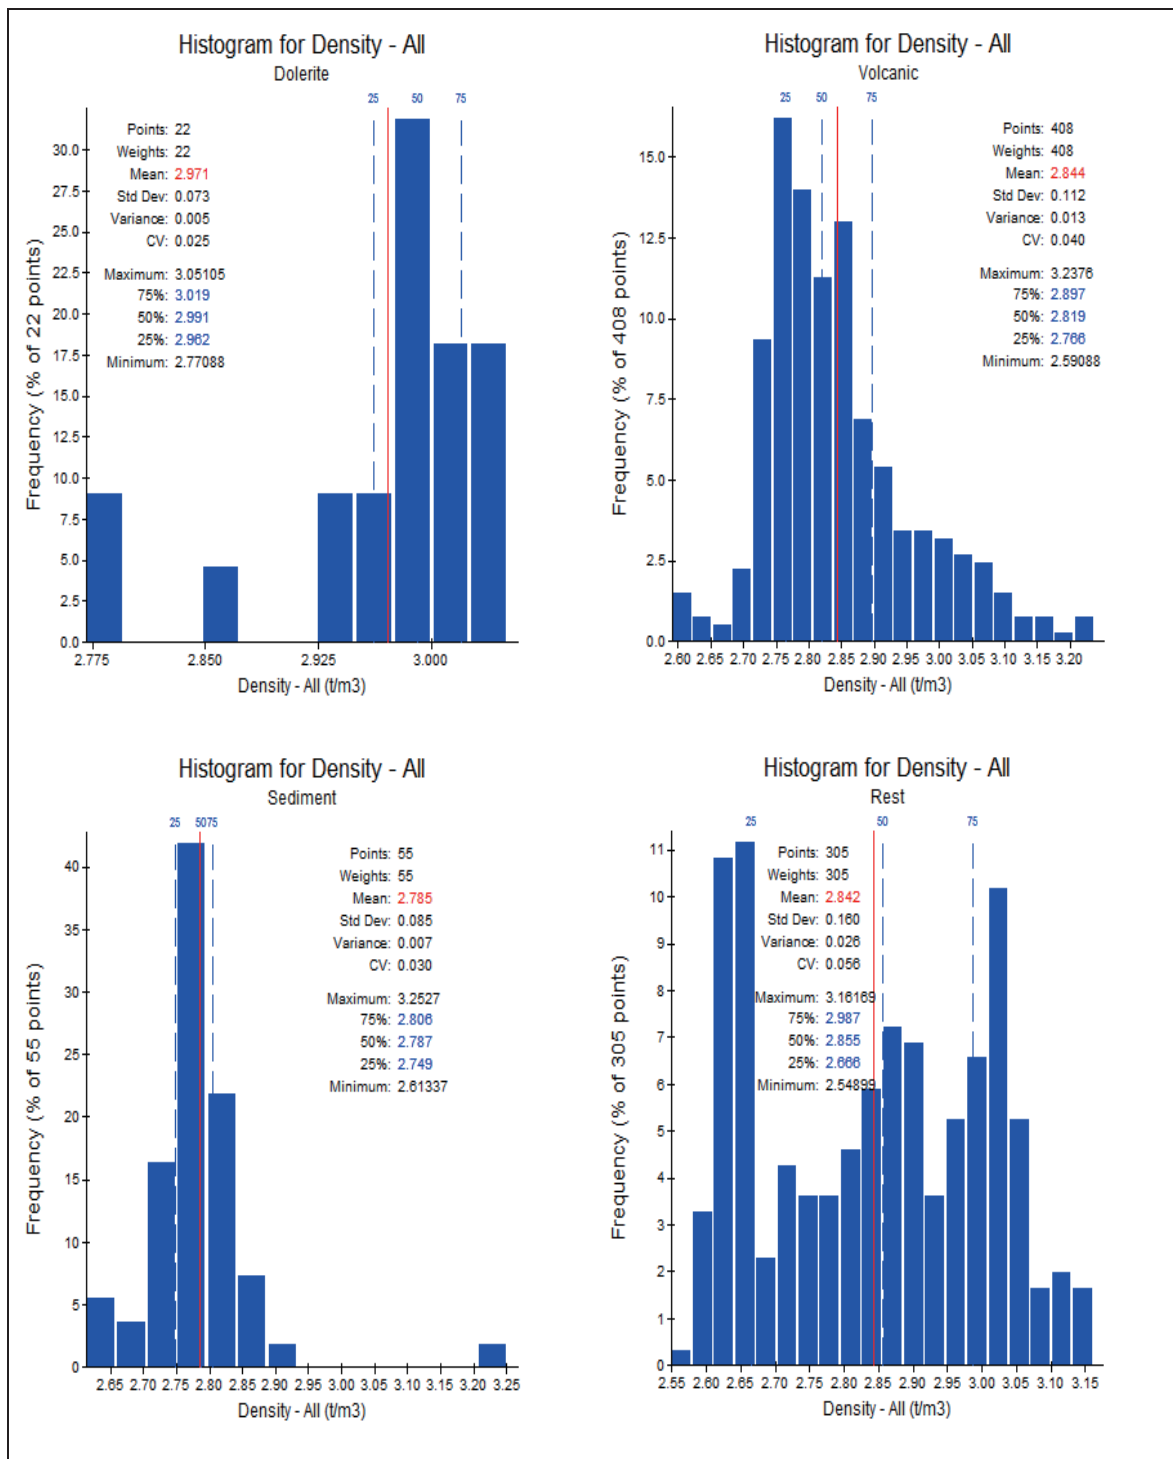 Histogram for Density - All
Dolerite
25 50 75
Points: 22
Weights: 22
Mean: 2.971
Std Dev: 0.073
Variance: 0.005
CV: 0.025
Maximum: 3.05105
75%: 3.019
50%: 2.991
25%: 2.962
Minimum: 2.77088
Frequency (% of 22 points)
30.0
27.5
25.0
22.5
20.0
17.5
15.0
12.5
10.0
7.5
5.0
2.5
0.0
2.775 2.850 2.925 3.000
Density - All (t/m3)
Histogram for Density - All
Volcanic
25 50 75
Points: 408
Weights: 408
Mean: 2.844
Std Dev: 0.112
Variance: 0.013
CV: 0.040
Maximum: 3.2376
75%: 2.897
50%: 2.819
25%: 2.766
Minimum: 2.59088
Frequency (% of 408 points)
15.0
12.5
10.0
7.5
5.0
2.5
0.0
2.60 2.65 2.70 2.75 2.80 2.85 2.90 2.95 3.00 3.05 3.10 3.15 3.20
Density - All (t/m3)
Histogram for Density - All
Sediment
25 50 75
Points: 55
Weights: 55
Mean: 2.785
Std Dev: 0.085
Variance: 0.007
CV: 0.030
Maximum: 3.2527
75%: 2.806
50%: 2.787
25%: 2.749
Minimum: 2.61337
Frequency (% of 55 points)
40
35
30
25
20
15
10
5
0
2.65 2.70 2.75 2.80 2.85 2.90 2.95 3.00 3.05 3.10 3.15 3.20 3.25
Density - All (t/m3)
Histogram for Density - All
Rest
25 50 75
Points: 305
Weights: 305
Mean: 2.842
Std Dev: 0.160
Variance: 0.026
CV: 0.056
Maximum: 3.16169
75%: 2.987
50%: 2.855
25%: 2.666
Minimum: 2.54899
Frequency (% of 305 points)
11
10
9
8
7
6
5
4
3
2
1
0
2.55 2.60 2.65 2.70 2.75 2.80 2.85 2.90 2.95 3.00 3.05 3.10 3.15
Density - All (t/m3)